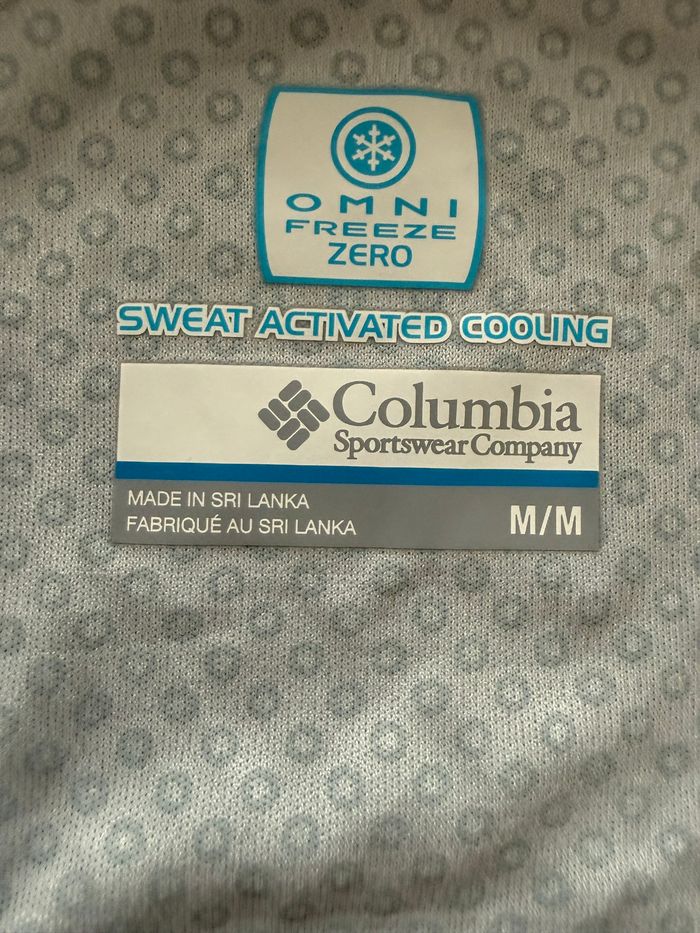 OMNI
FREEZE
ZERO
SWEAT ACTIVATED COOLING
Columbia
Sportswear Company
MADE IN SRI LANKA
FABRIQUÉ AU SRI LANKA
M/M